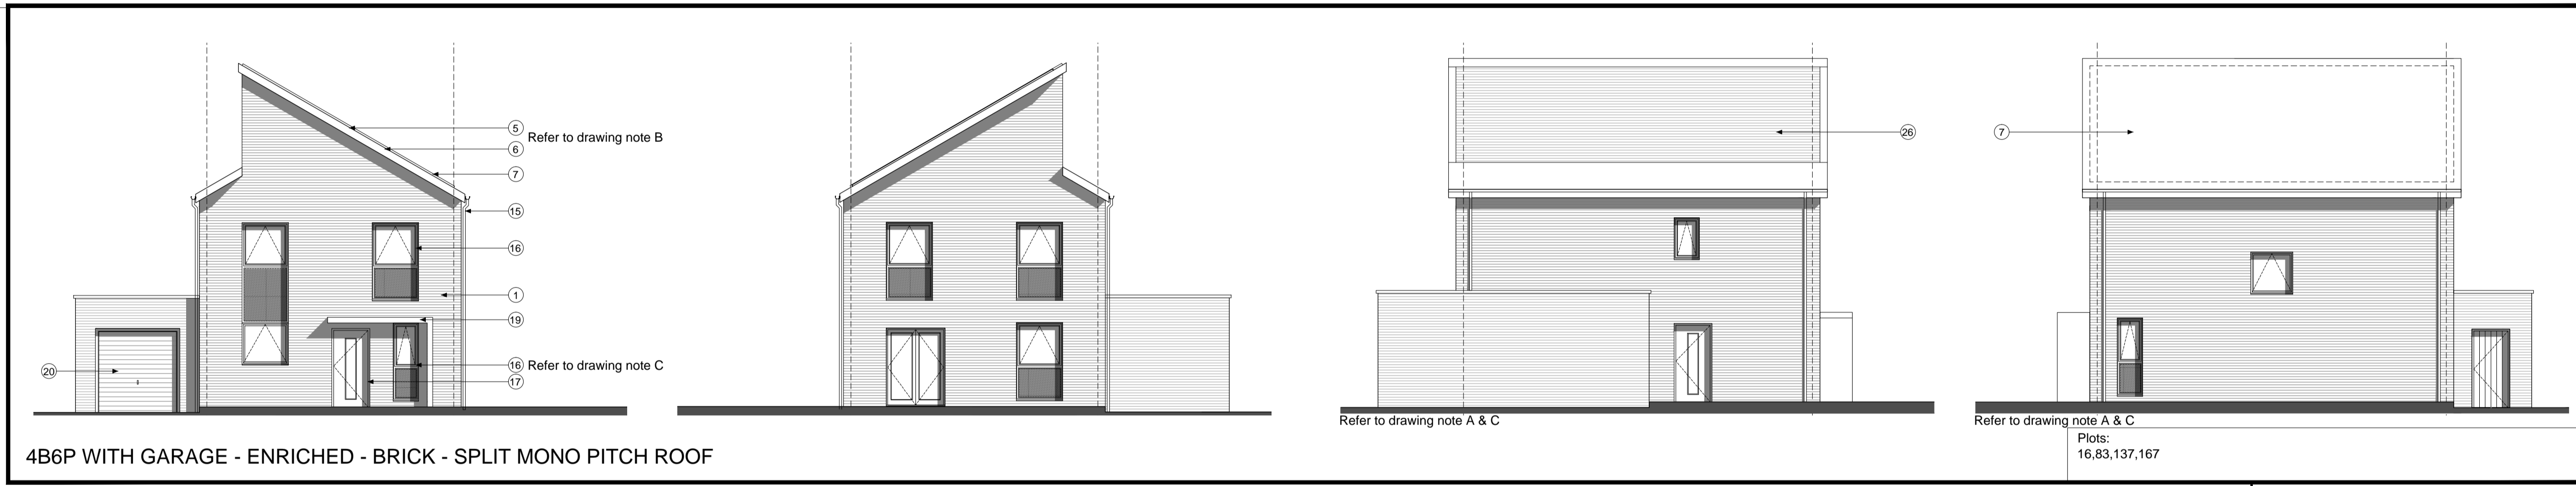 5
Refer to drawing note B
6
7
15
16
1
19
16 Refer to drawing note C
17
20
26
7
Refer to drawing note A & C
Refer to drawing note A & C
Plots:
16,83,137,167
4B6P WITH GARAGE - ENRICHED - BRICK - SPLIT MONO PITCH ROOF